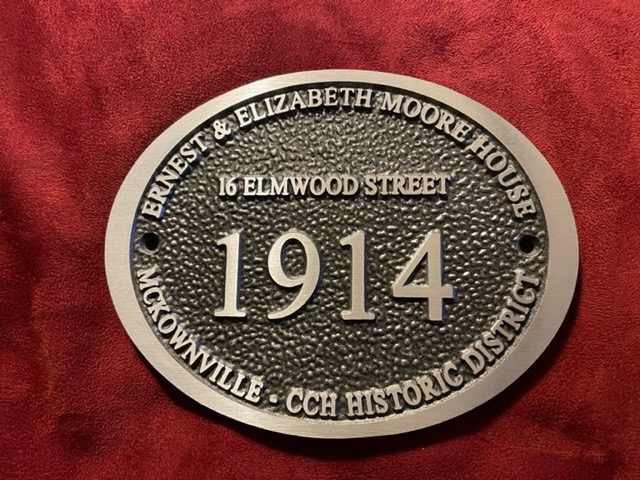 ERNEST & ELIZABETH MOORE HOUSE
16 ELMWOOD STREET
1914
MCKOWNVILLE - CCH HISTORIC DISTRICT